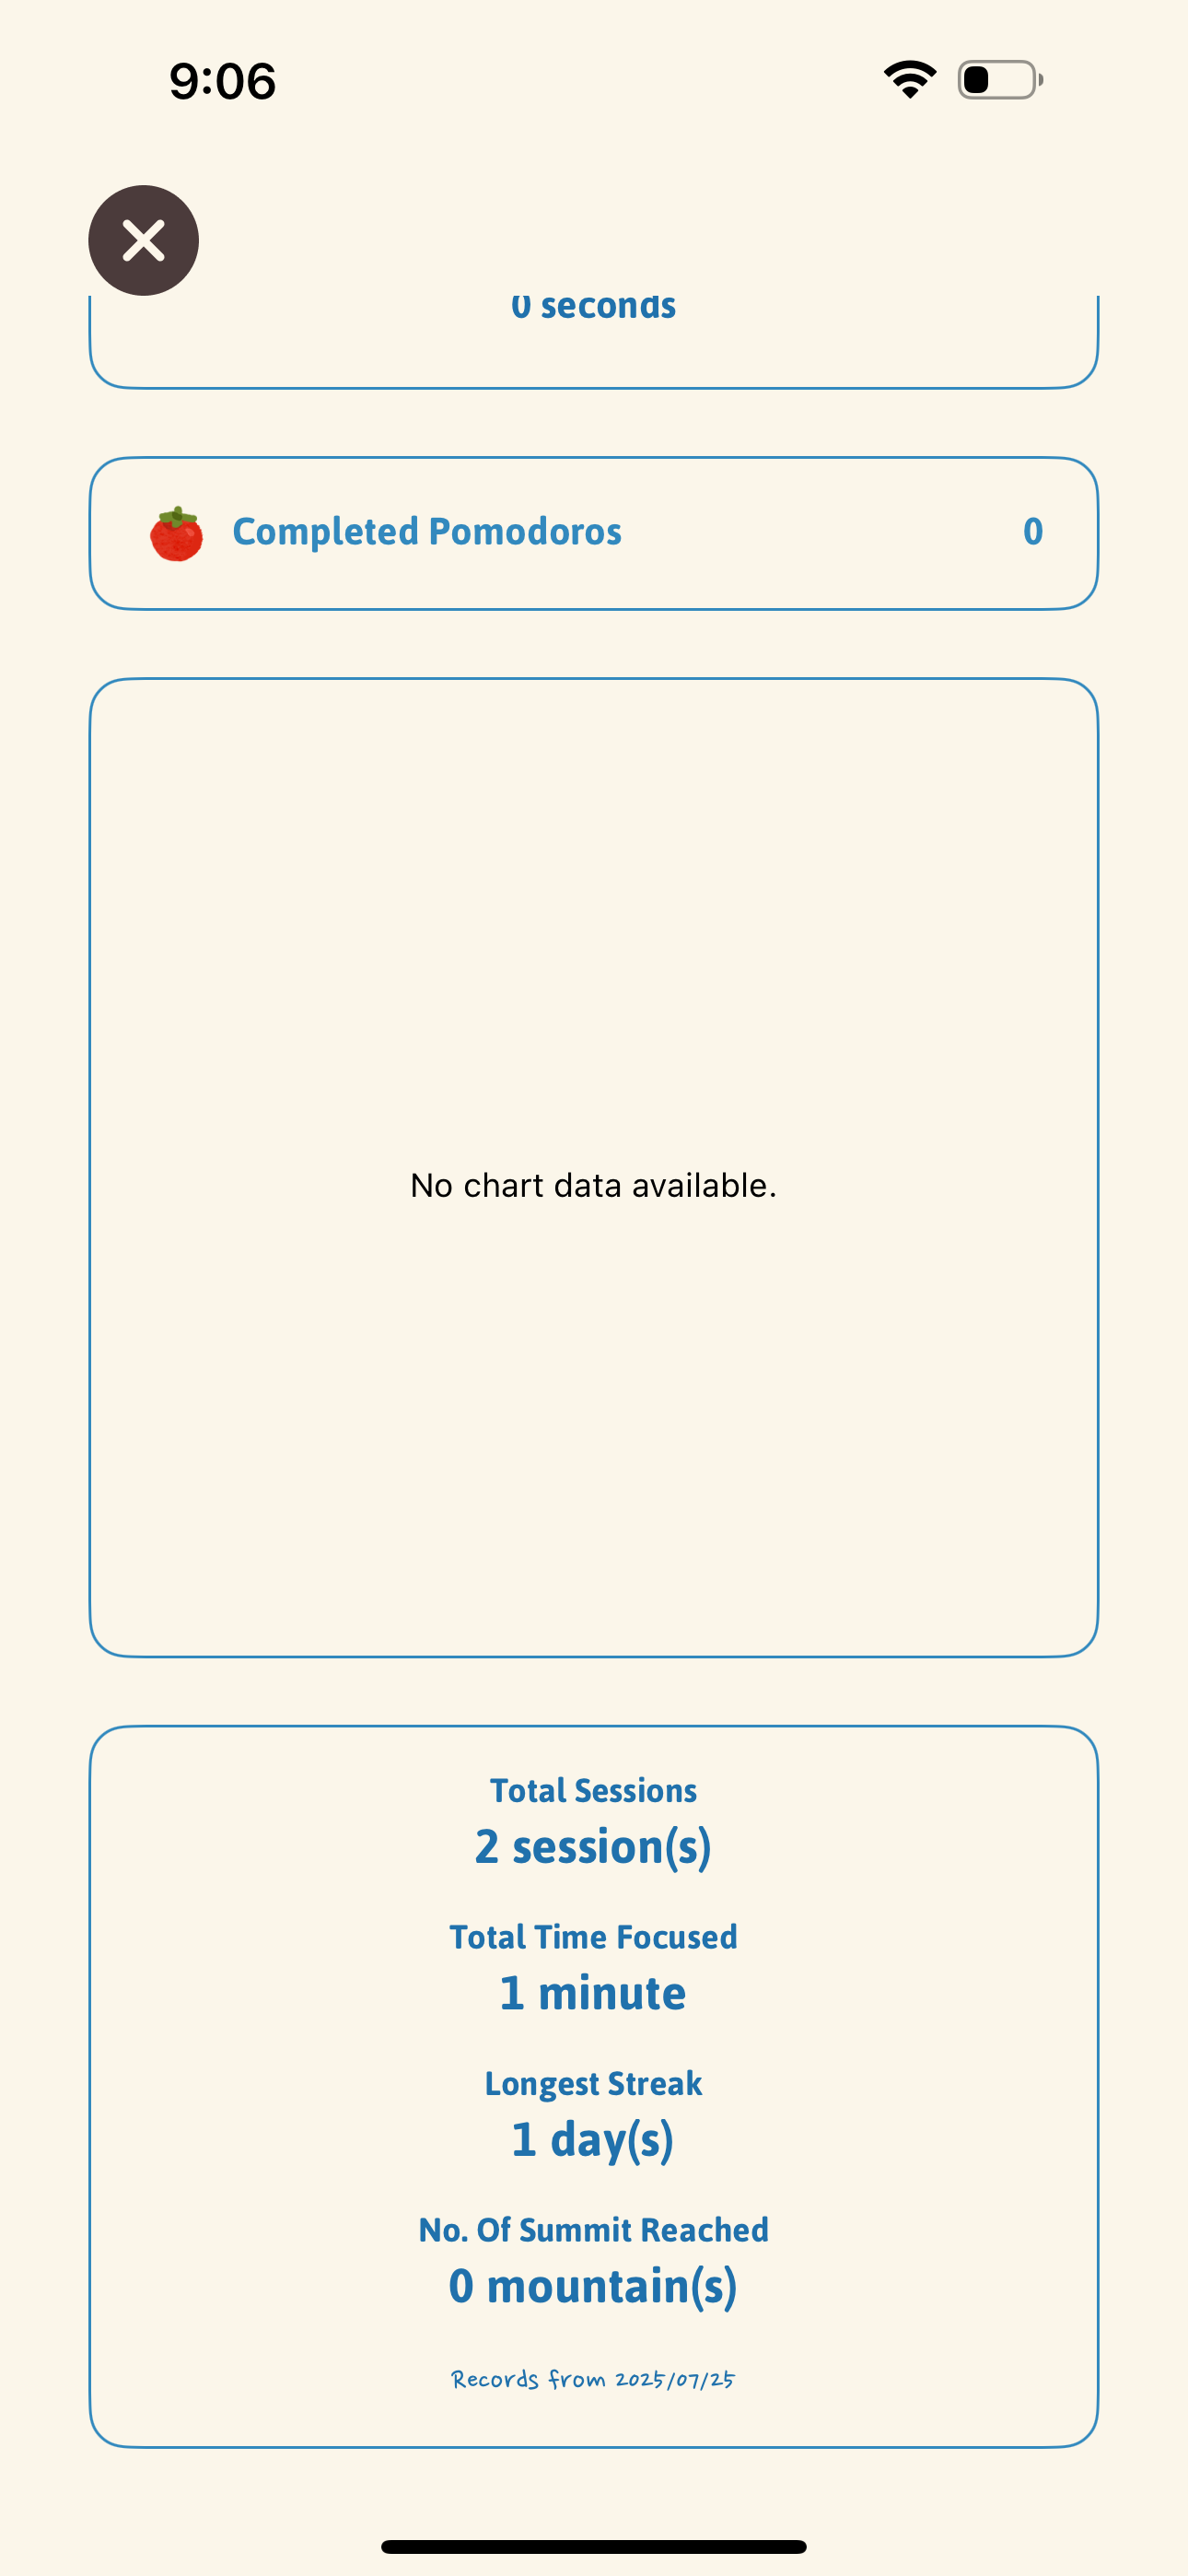 9:06
0 seconds
Completed Pomodoros 0
No chart data available.
Total Sessions
2 session(s)
Total Time Focused
1 minute
Longest Streak
1 day(s)
No. Of Summit Reached
0 mountain(s)
Records from 2025/07/25